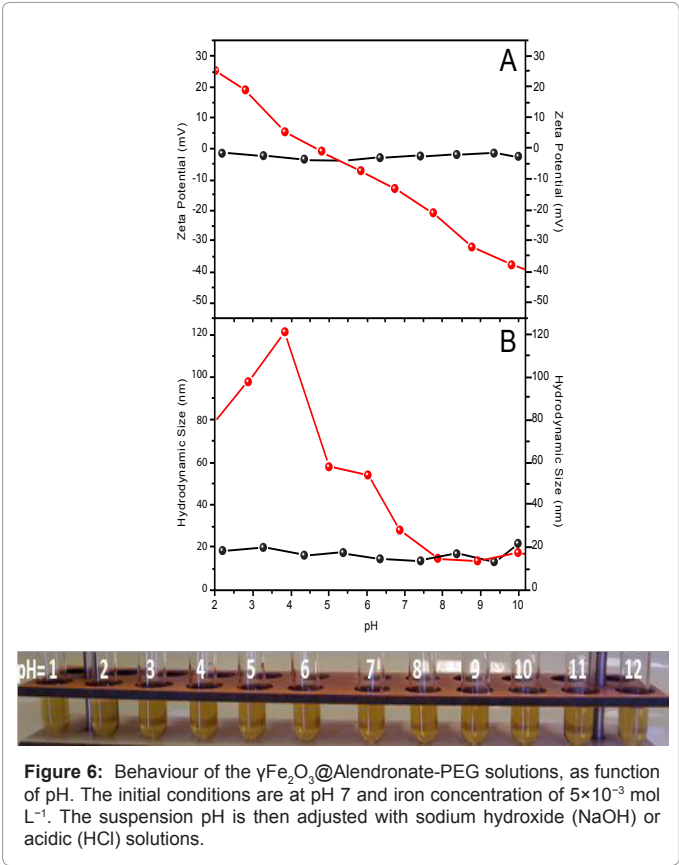 A
30
20
10
0
-10
-20
-30
-40
-50
Zeta Potential (mV)
30
20
10
0
-10
-20
-30
-40
-50
Zeta Potential (mV)
B
120
100
80
60
40
20
0
Hydrodynamic Size (nm)
120
100
80
60
40
20
0
Hydrodynamic Size (nm)
2 3 4 5 6 7 8 9 10
pH
pH= 1 2 3 4 5 6 7 8 9 10 11 12
Figure 6: Behaviour of the γFe₂O₃@Alendronate-PEG solutions, as function
of pH. The initial conditions are at pH 7 and iron concentration of 5×10⁻³ mol
L⁻¹. The suspension pH is then adjusted with sodium hydroxide (NaOH) or
acidic (HCl) solutions.